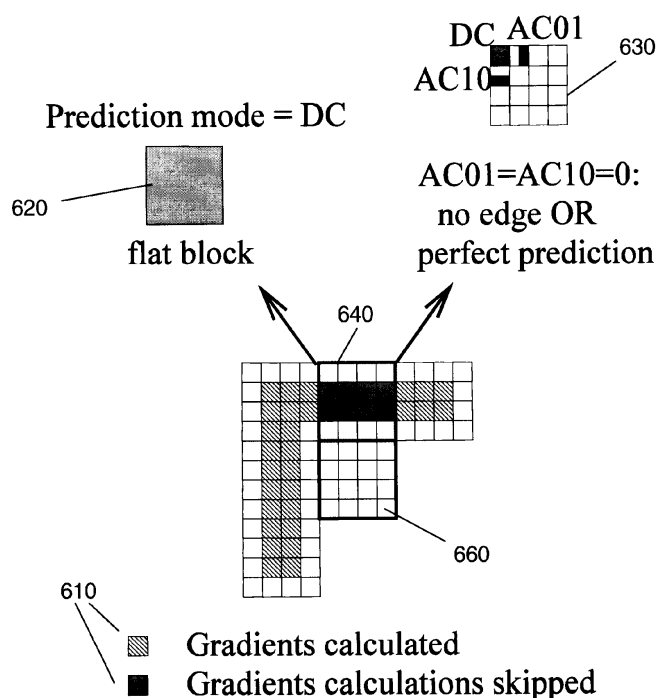 DC AC01
630
AC10
Prediction mode = DC
620
AC01=AC10=0:
no edge OR
perfect prediction
flat block
640
660
610
Gradients calculated
Gradients calculations skipped